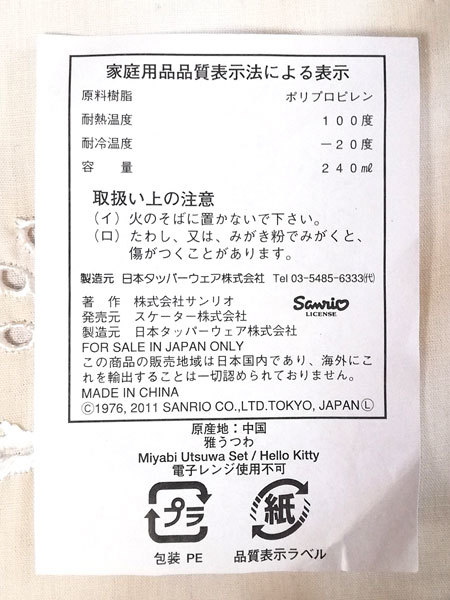 家庭用品品質表示法による表示
原料樹脂 ポリプロピレン
耐熱温度 100度
耐冷温度 −20度
容 量 240㎖
取扱い上の注意
(イ) 火のそばに置かないで下さい。
(ロ) たわし、又は、みがき粉でみがくと、
傷がつくことがあります。
製造元 日本タッパーウェア株式会社 Tel 03-5485-6333㈹
著 作 株式会社サンリオ
Sanrio
LICENSE
発売元 スケーター株式会社
製造元 日本タッパーウェア株式会社
FOR SALE IN JAPAN ONLY
この商品の販売地域は日本国内であり、海外にこ
れを輸出することは一切認められておりません。
MADE IN CHINA
©1976, 2011 SANRIO CO.,LTD.TOKYO, JAPAN Ⓛ
原産地：中国
雅うつわ
Miyabi Utsuwa Set / Hello Kitty
電子レンジ使用不可
プラ 紙
包装 PE 品質表示ラベル